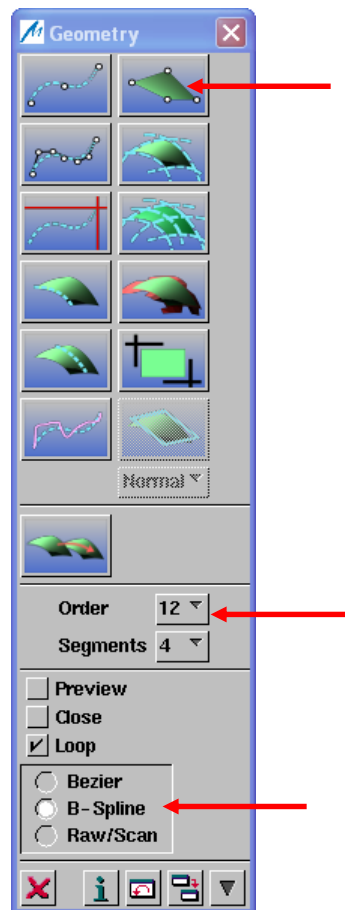 Geometry
Normal
Order 12
Segments 4
Preview
Close
Loop
Bezier
B-Spline
Raw/Scan
i